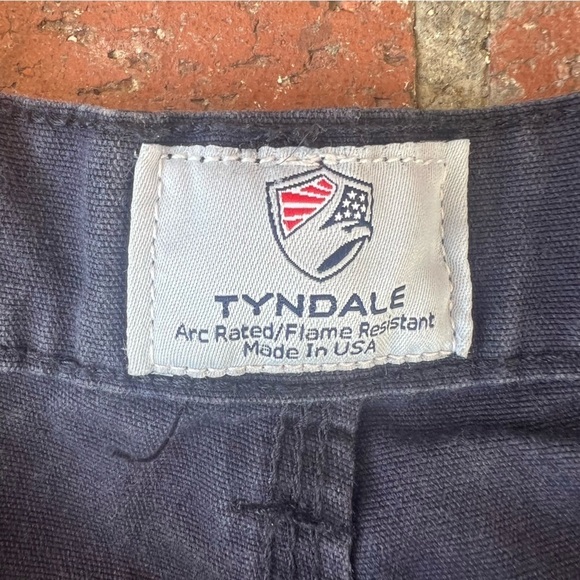 TYNDALE
Arc Rated/Flame Resistant
Made In USA